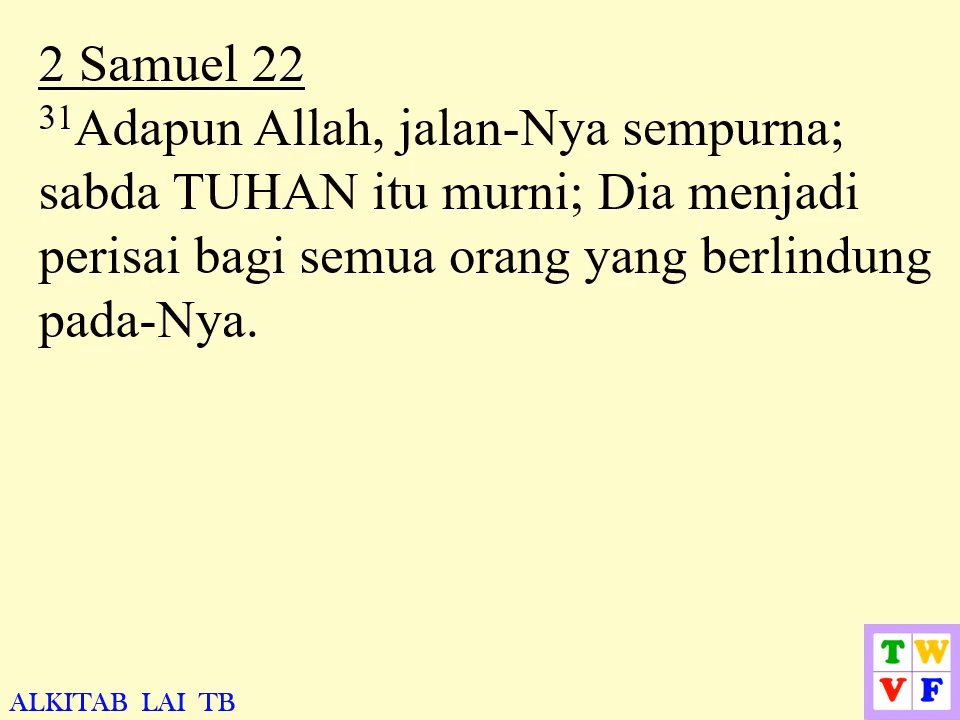 2 Samuel 22
31Adapun Allah, jalan-Nya sempurna;
sabda TUHAN itu murni; Dia menjadi
perisai bagi semua orang yang berlindung
pada-Nya.
T W
V F
ALKITAB LAI TB